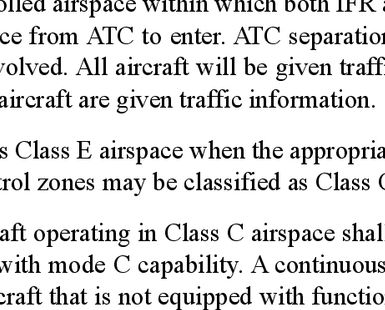 olled airspace within which both IFR a
ce from ATC to enter. ATC separation
volved. All aircraft will be given traffi
aircraft are given traffic information.
s Class E airspace when the appropria
trol zones may be classified as Class C
aft operating in Class C airspace shall
with mode C capability. A continuous
craft that is not equipped with functio